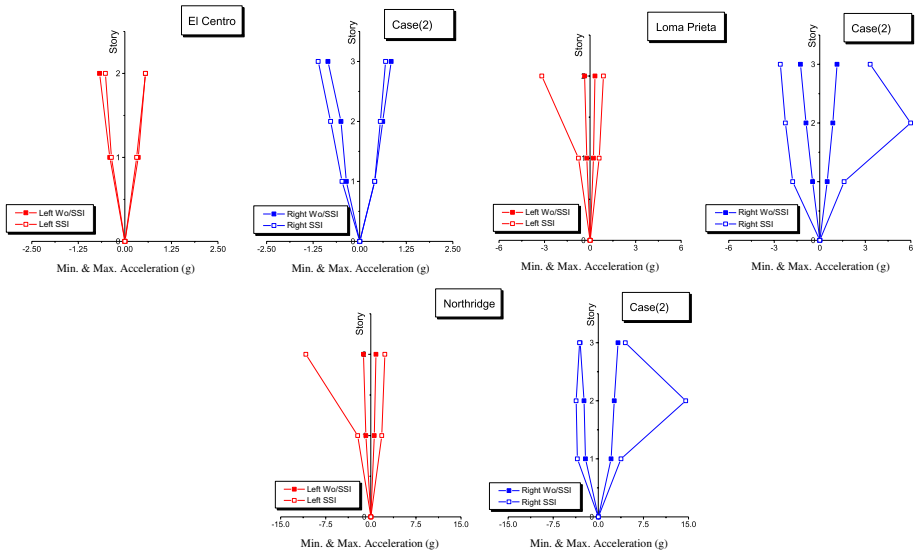 El Centro
Story
2
1
0
Left Wo/SSI
Left SSI
-2.50
-1.25
0.00
1.25
2.50
Min. & Max. Acceleration (g)
Case(2)
Story
3
2
1
0
Right Wo/SSI
Right SSI
-2.50
-1.25
0.00
1.25
2.50
Min. & Max. Acceleration (g)
Loma Prieta
Story
1
0
Left Wo/SSI
Left SSI
-6
-3
0
3
6
Min. & Max. Acceleration (g)
Case(2)
Story
3
2
1
0
Right Wo/SSI
Right SSI
-6
-3
0
3
6
Min. & Max. Acceleration (g)
Northridge
Story
0
Left Wo/SSI
Left SSI
-15.0
-7.5
0.0
7.5
15.0
Min. & Max. Acceleration (g)
Case(2)
Story
3
2
1
0
Right Wo/SSI
Right SSI
-15.0
-7.5
0.0
7.5
15.0
Min. & Max. Acceleration (g)